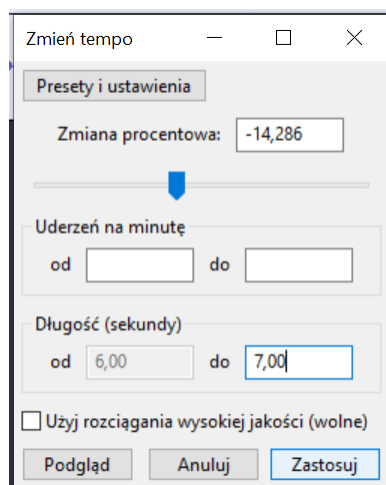 Zmień tempo
Presety i ustawienia
Zmiana procentowa: -14,286
Uderzeń na minutę
od do
Długość (sekundy)
od 6,00 do 7,00
Użyj rozciągania wysokiej jakości (wolne)
Podgląd Anuluj Zastosuj